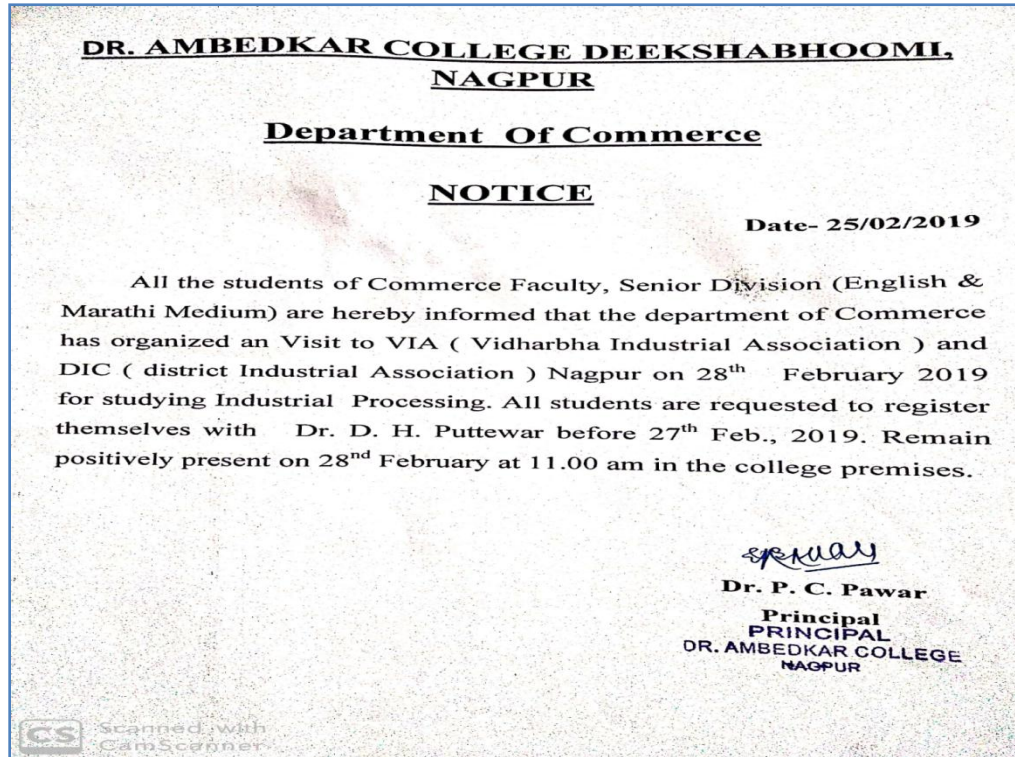 DR. AMBEDKAR COLLEGE DEEKSHABHOOMI,
NAGPUR
Department Of Commerce
NOTICE
Date- 25/02/2019
All the students of Commerce Faculty, Senior Division (English &
Marathi Medium) are hereby informed that the department of Commerce
has organized an Visit to VIA ( Vidharbha Industrial Association ) and
DIC ( district Industrial Association ) Nagpur on 28th February 2019
for studying Industrial Processing. All students are requested to register
themselves with Dr. D. H. Puttewar before 27th Feb., 2019. Remain
positively present on 28nd February at 11.00 am in the college premises.
Dr. P. C. Pawar
Principal
PRINCIPAL
DR. AMBEDKAR COLLEGE
NAGPUR
CS Scanned with
CamScanner